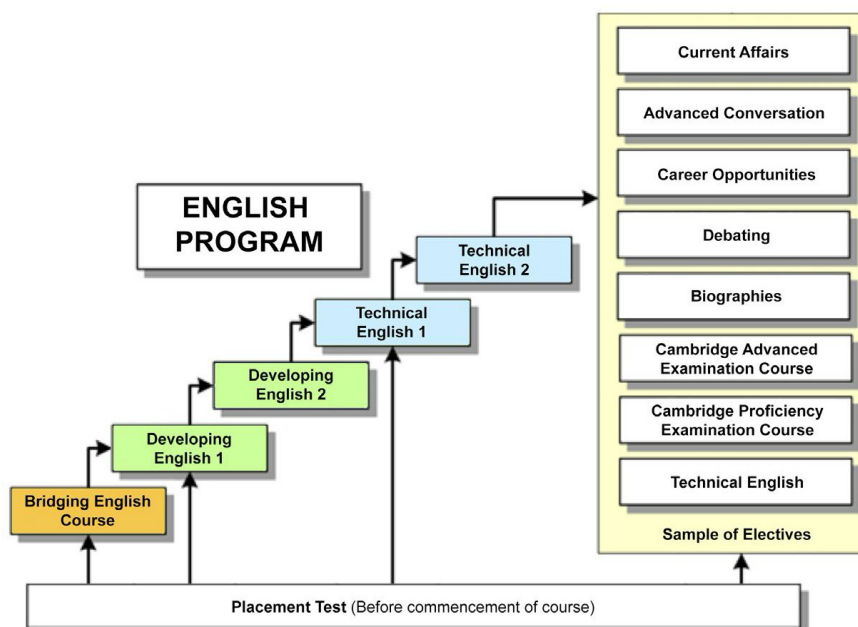 ENGLISH
PROGRAM
Current Affairs
Advanced Conversation
Career Opportunities
Debating
Biographies
Cambridge Advanced
Examination Course
Cambridge Proficiency
Examination Course
Technical English
Sample of Electives
Technical
English 2
Technical
English 1
Developing
English 2
Developing
English 1
Bridging English
Course
Placement Test (Before commencement of course)